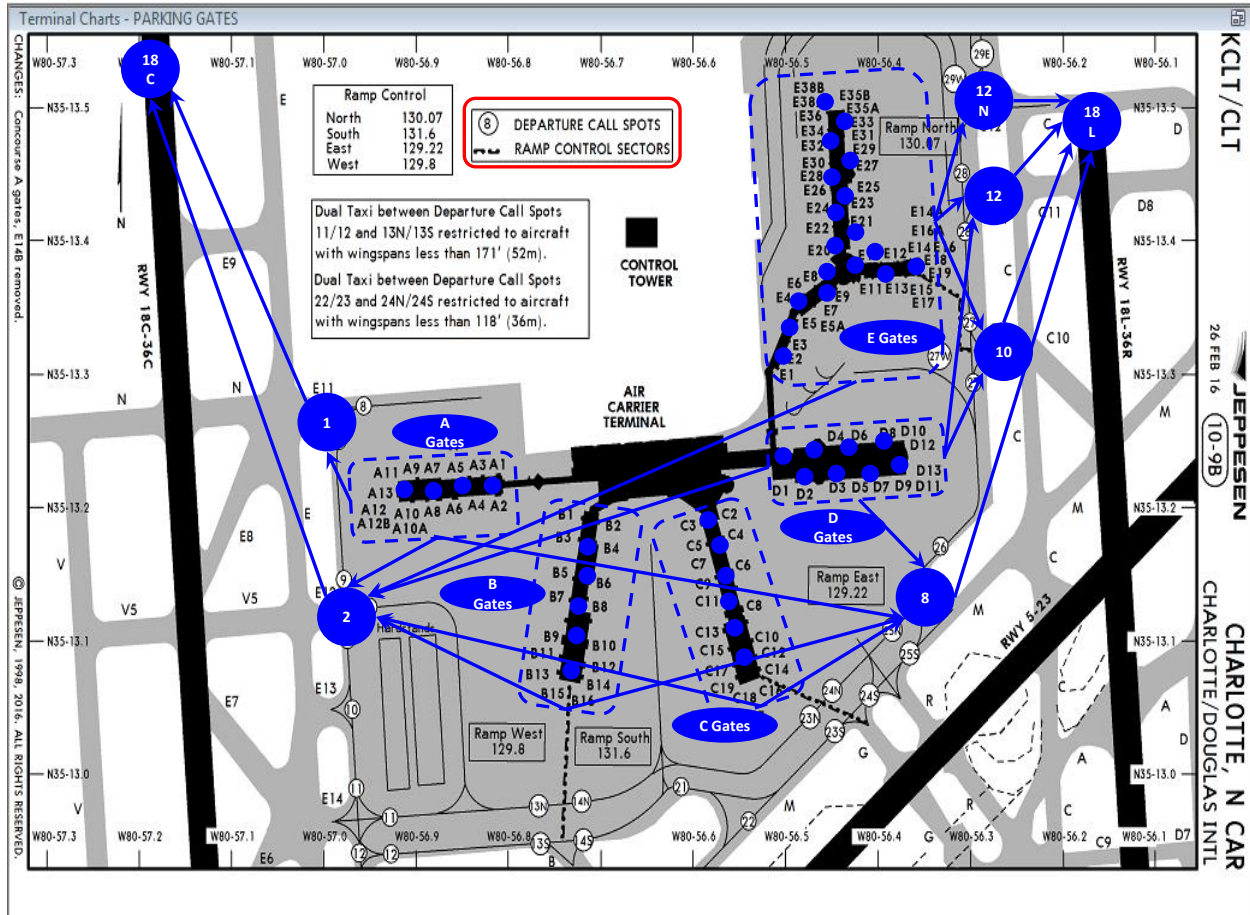 Terminal Charts - PARKING GATES
KCLT/CLT
26 FEB 16
10-9B
JEPPESEN
CHARLOTTE, N CAR
CHARLOTTE/DOUGLAS INTL
CHANGES: Concourse A gates, E14B removed.
© JEPPESEN, 1998, 2016. ALL RIGHTS RESERVED.
W80-57.3
W80-57.2
W80-57.1
W80-57.0
W80-56.9
W80-56.8
W80-56.7
W80-56.6
W80-56.5
W80-56.4
W80-56.3
W80-56.2
W80-56.1
N35-13.5
N35-13.4
N35-13.3
N35-13.2
N35-13.1
N35-13.0
Ramp Control
North 130.07
South 131.6
East 129.22
West 129.8
8 DEPARTURE CALL SPOTS
RAMP CONTROL SECTORS
Dual Taxi between Departure Call Spots
11/12 and 13N/13S restricted to aircraft
with wingspans less than 171' (52m).
Dual Taxi between Departure Call Spots
22/23 and 24N/24S restricted to aircraft
with wingspans less than 118' (36m).
CONTROL
TOWER
AIR
CARRIER
TERMINAL
18
C
18
L
12
N
12
10
8
1
2
RWY 18C-36C
RWY 18L-36R
RWY 5-23
Ramp North
130.07
Ramp East
129.22
Ramp West
129.8
Ramp South
131.6
Hardstands
A
Gates
B
Gates
C Gates
D
Gates
E Gates
E38B
E38
E36
E34
E32
E30
E28
E26
E24
E22
E20
E35B
E35A
E33
E31
E29
E27
E25
E23
E21
E14A
E16A
E14
E16
E12
E18
E19
E11
E13
E15
E17
E8
E6
E4
E9
E7
E5
E5A
E3
E2
E1
A11
A9
A7
A5
A3
A1
A13
A12
A12B
A10
A10A
A8
A6
A4
A2
B1
B2
B3
B4
B5
B6
B7
B8
B9
B10
B11
B12
B13
B14
B15
B16
C2
C3
C4
C5
C6
C7
C9
C8
C11
C10
C13
C12
C15
C14
C17
C16
C19
C18
D4
D6
D8
D10
D12
D1
D2
D3
D5
D7
D9
D11
D13
29E
29W
28
27W
26
25S
24N
24S
23N
23S
22
21
14N
14S
13N
13S
12
12
11
11
10
9
8
E
E9
E11
E8
E
E7
E13
E14
E6
N
N
N
V
V5
V5
V
V
B
C
D
C11
D8
C
C10
C
M
M
C
M
M
R
G
R
G
C
A
D
A
C
C9
D7